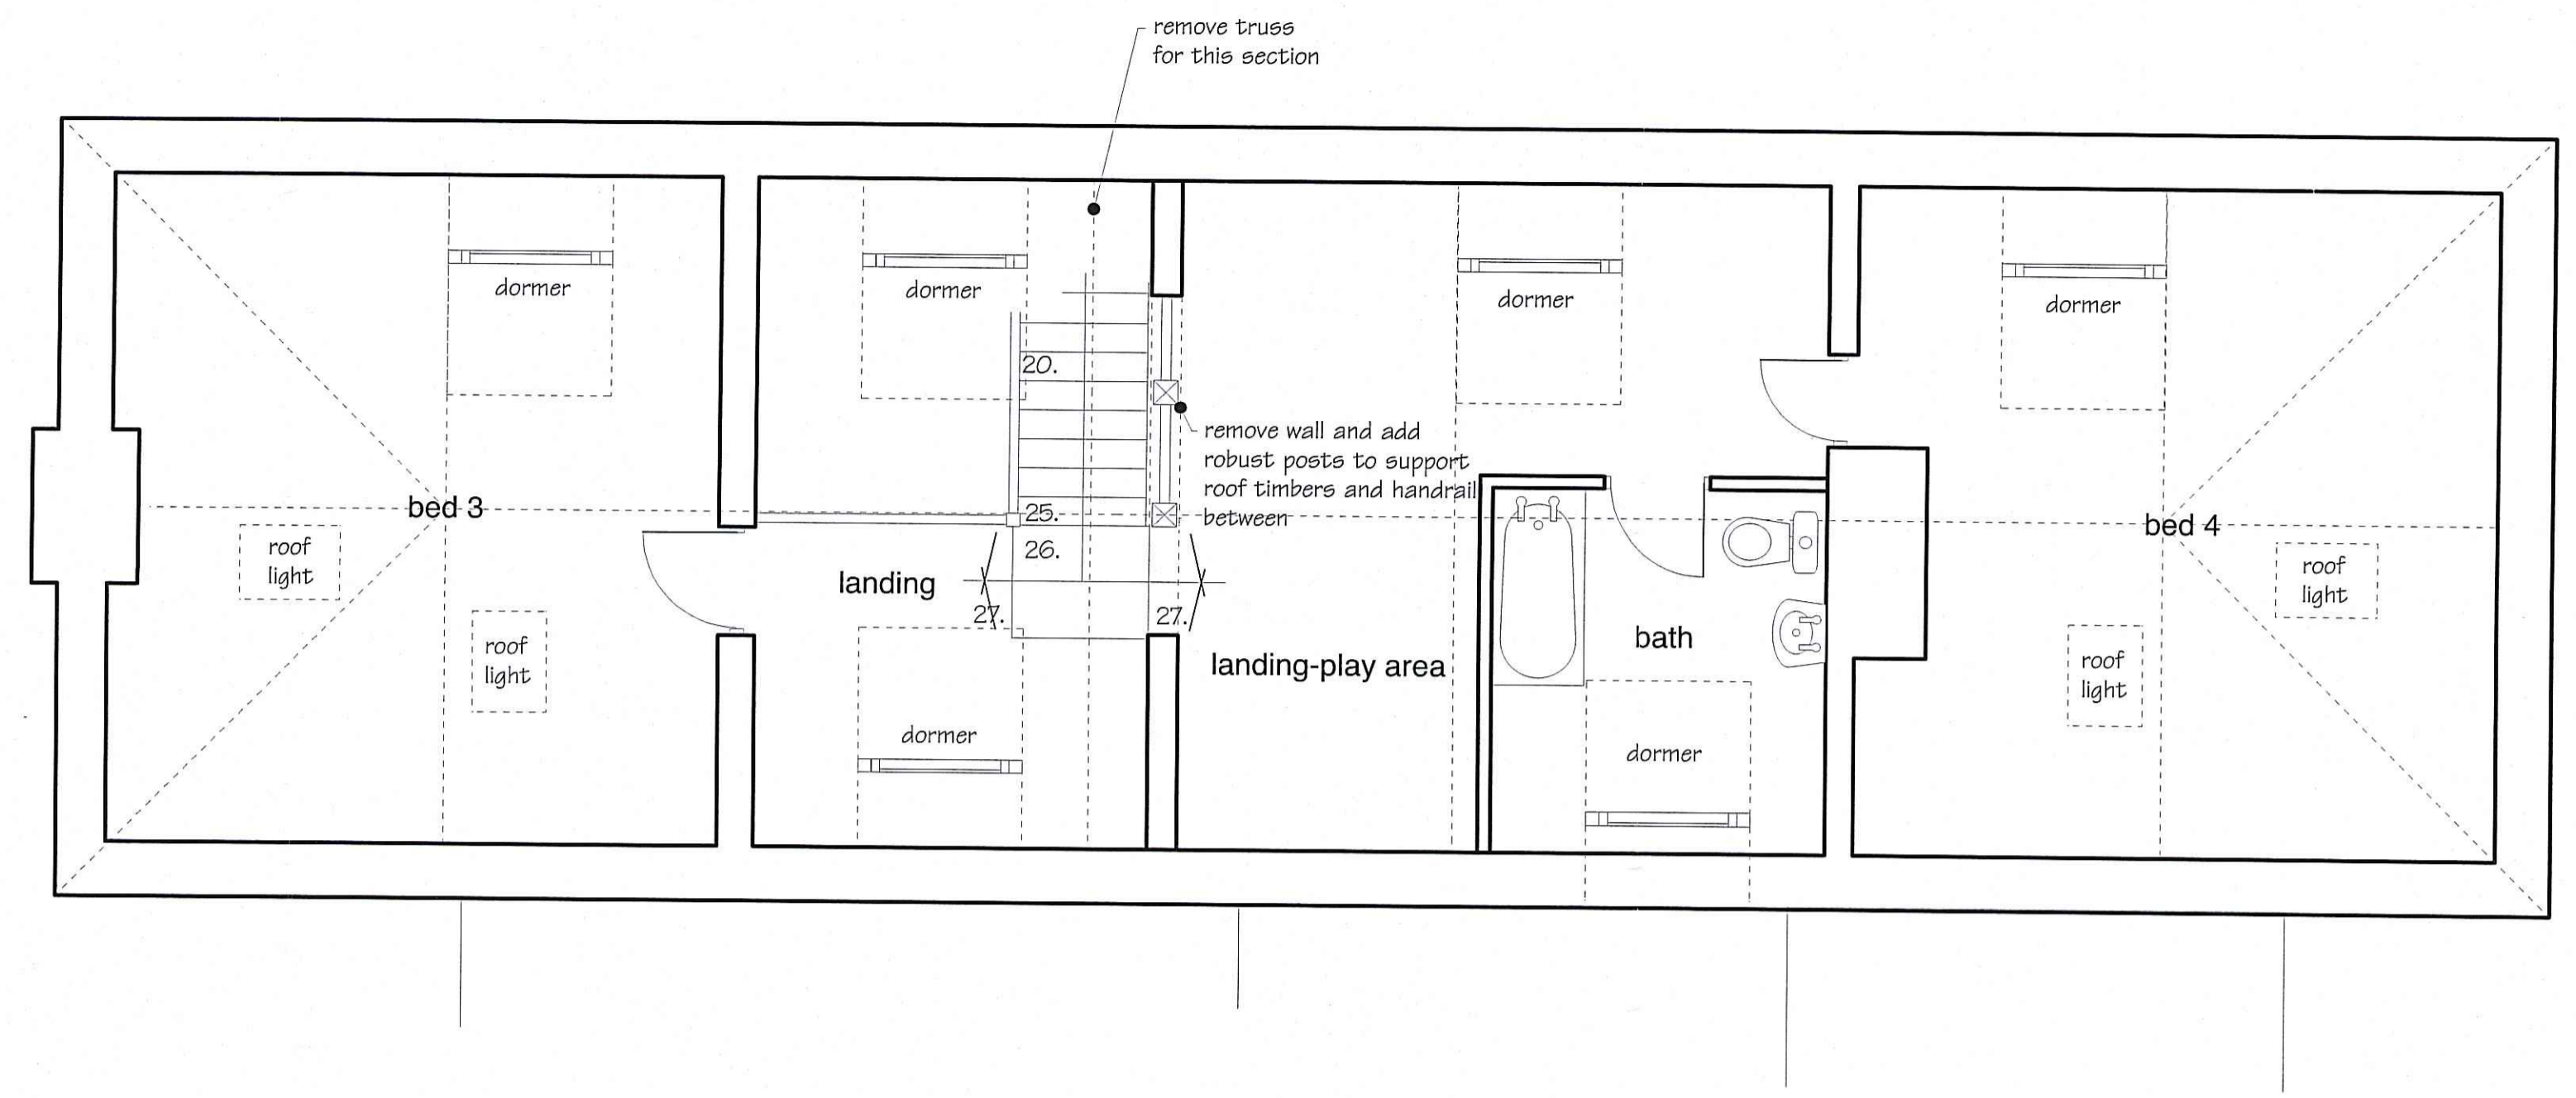 remove truss
for this section
dormer
dormer
dormer
dormer
20.
remove wall and add
robust posts to support
roof timbers and handrail
between
bed 3
25.
bed 4
26.
roof
light
landing
roof
light
27.
27.
bath
roof
light
landing-play area
roof
light
dormer
dormer